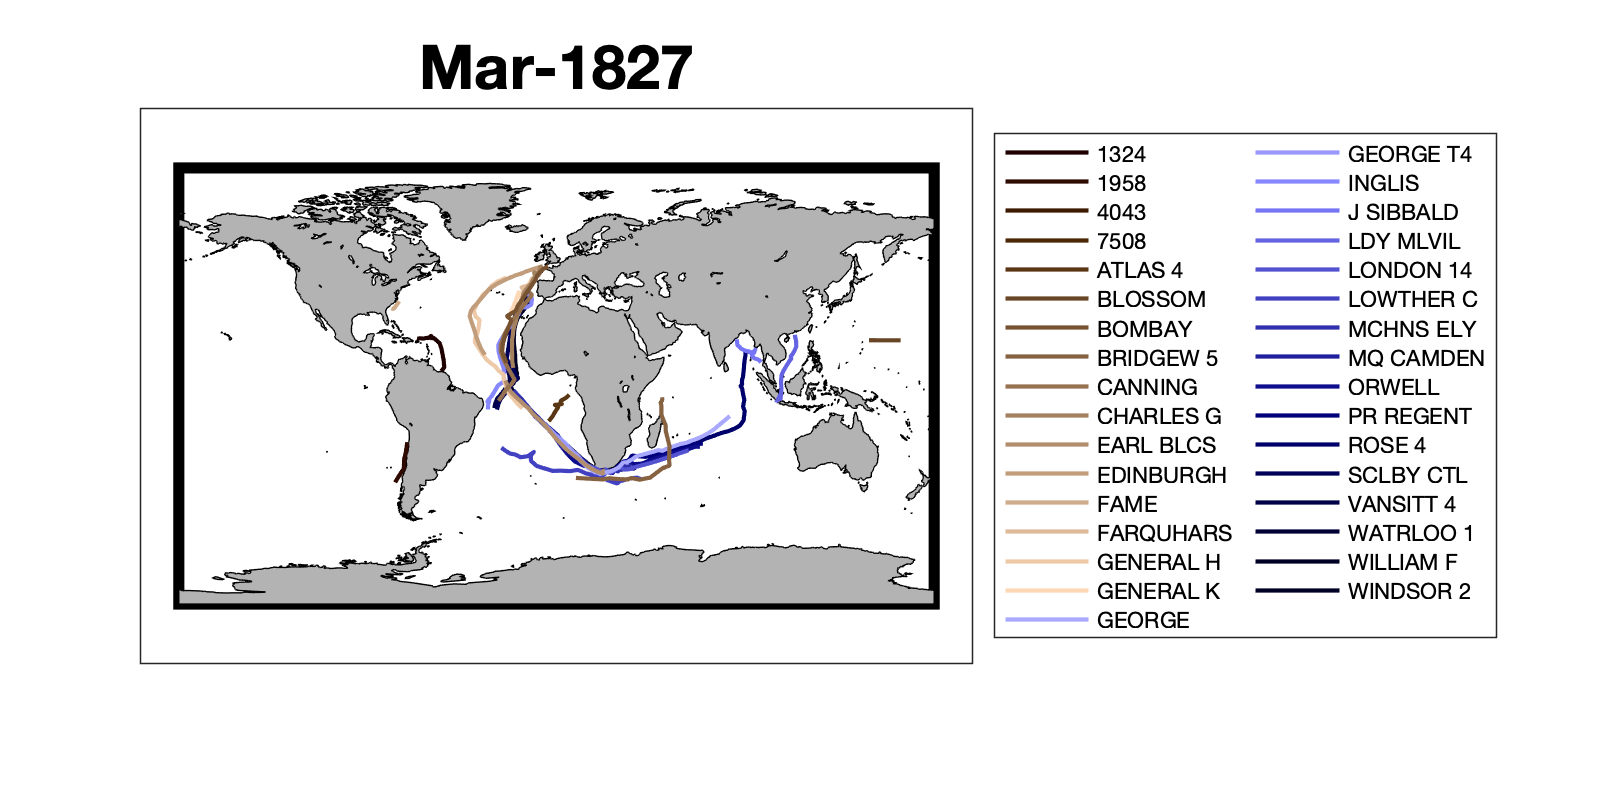 Mar-1827
1324
1958
4043
7508
ATLAS 4
BLOSSOM
BOMBAY
BRIDGEW 5
CANNING
CHARLES G
EARL BLCS
EDINBURGH
FAME
FARQUHARS
GENERAL H
GENERAL K
GEORGE
GEORGE T4
INGLIS
J SIBBALD
LDY MLVIL
LONDON 14
LOWTHER C
MCHNS ELY
MQ CAMDEN
ORWELL
PR REGENT
ROSE 4
SCLBY CTL
VANSITT 4
WATRLOO 1
WILLIAM F
WINDSOR 2